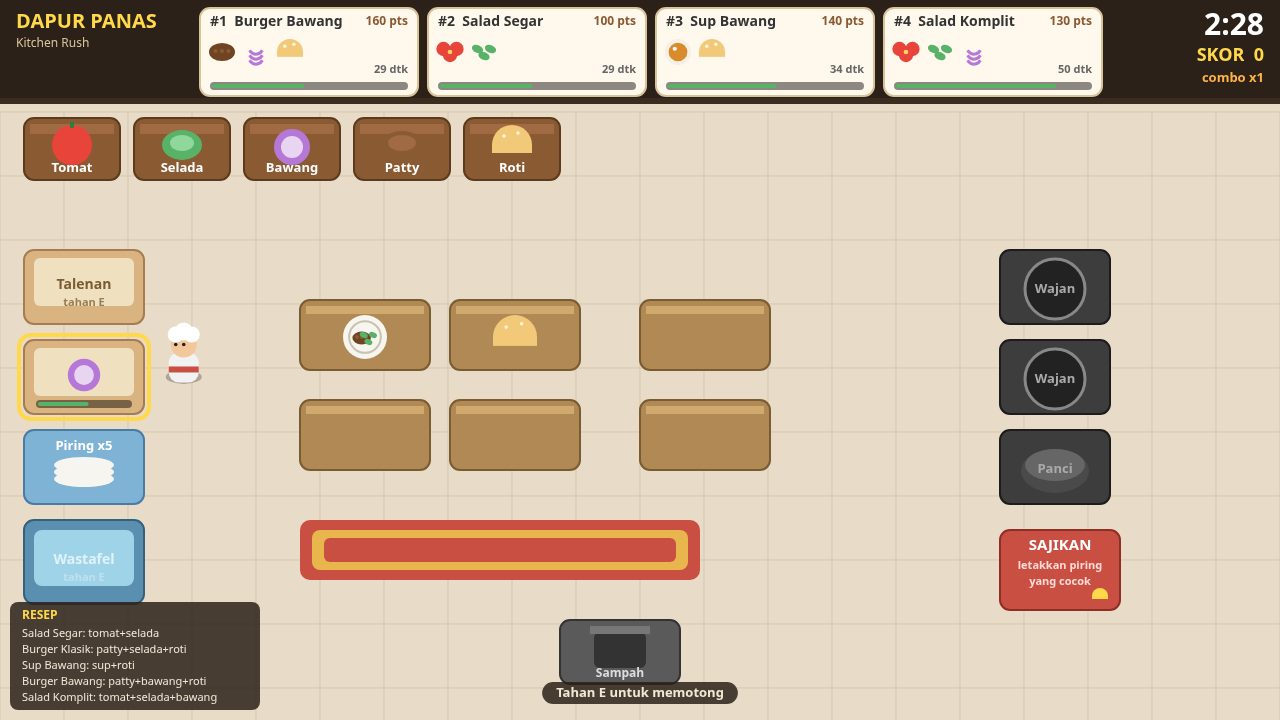 DAPUR PANAS
Kitchen Rush
#1 Burger Bawang 160 pts
29 dtk
#2 Salad Segar 100 pts
29 dtk
#3 Sup Bawang 140 pts
34 dtk
#4 Salad Komplit 130 pts
50 dtk
2:28
SKOR 0
combo x1
Tomat
Selada
Bawang
Patty
Roti
Talenan
tahan E
Piring x5
Wastafel
tahan E
Wajan
Wajan
Panci
SAJIKAN
letakkan piring
yang cocok
RESEP
Salad Segar: tomat+selada
Burger Klasik: patty+selada+roti
Sup Bawang: sup+roti
Burger Bawang: patty+bawang+roti
Salad Komplit: tomat+selada+bawang
Sampah
Tahan E untuk memotong